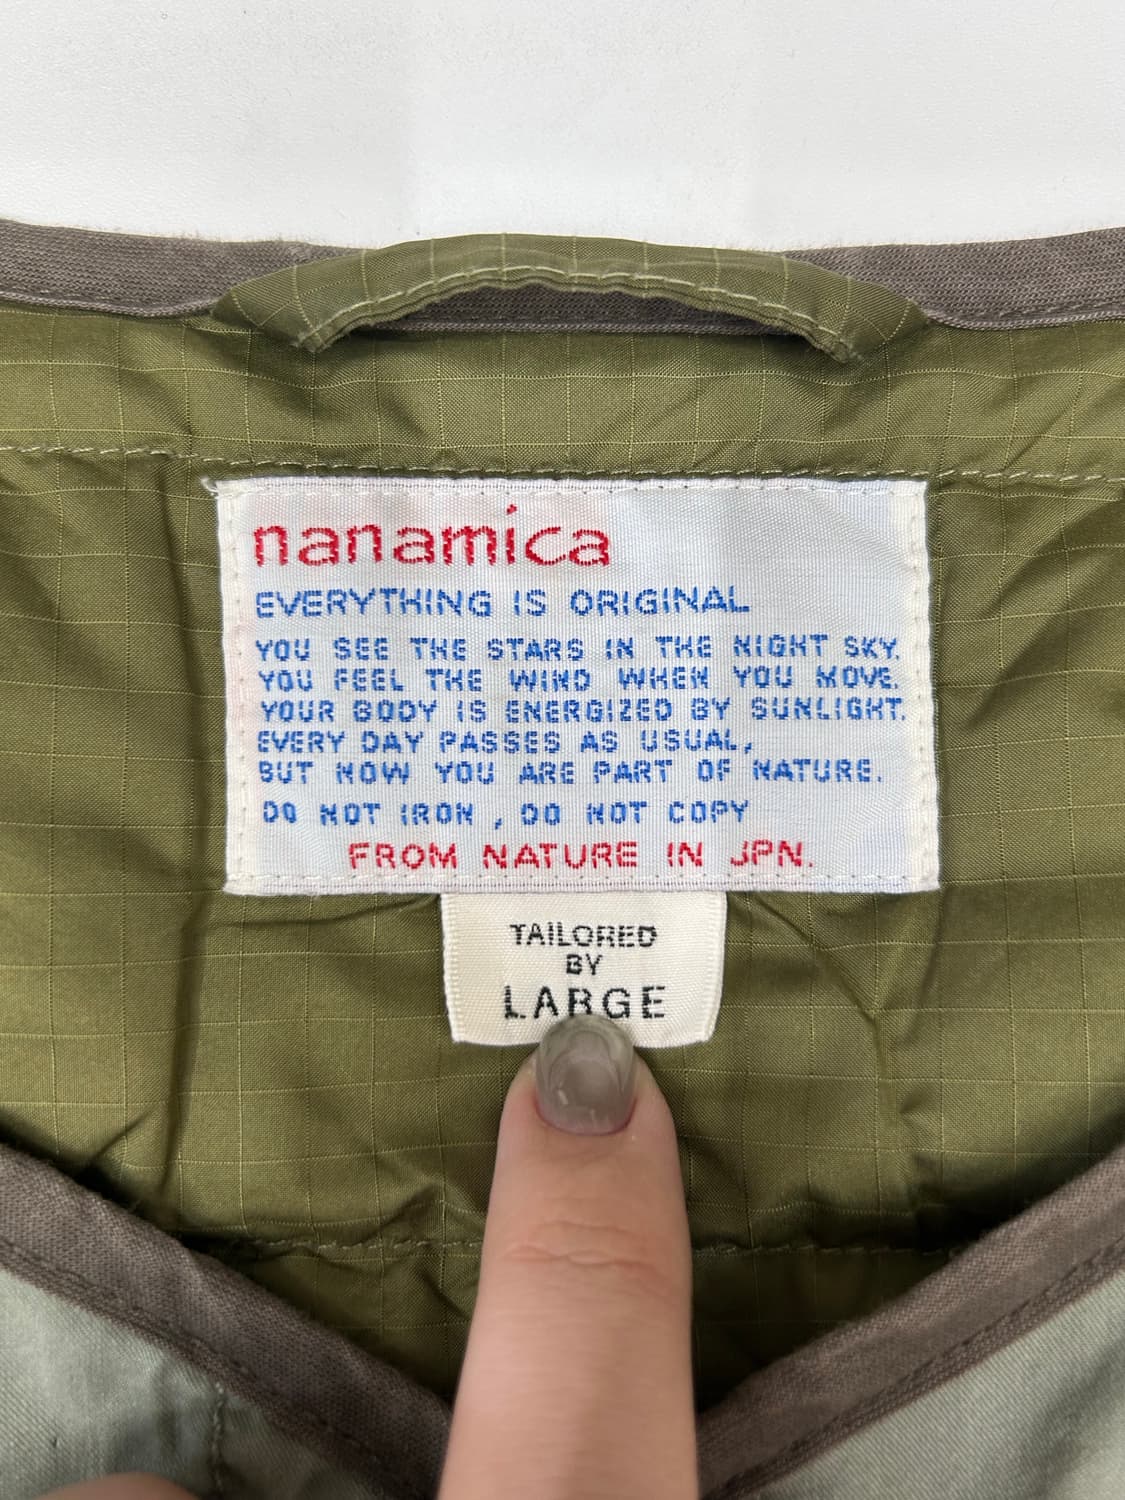 nanamica
EVERYTHING IS ORIGINAL
YOU SEE THE STARS IN THE NIGHT SKY.
YOU FEEL THE WIND WHEN YOU MOVE.
YOUR BODY IS ENERGIZED BY SUNLIGHT.
EVERY DAY PASSES AS USUAL,
BUT NOW YOU ARE PART OF NATURE.
DO NOT IRON, DO NOT COPY
FROM NATURE IN JPN.
TAILORED
BY
LARGE